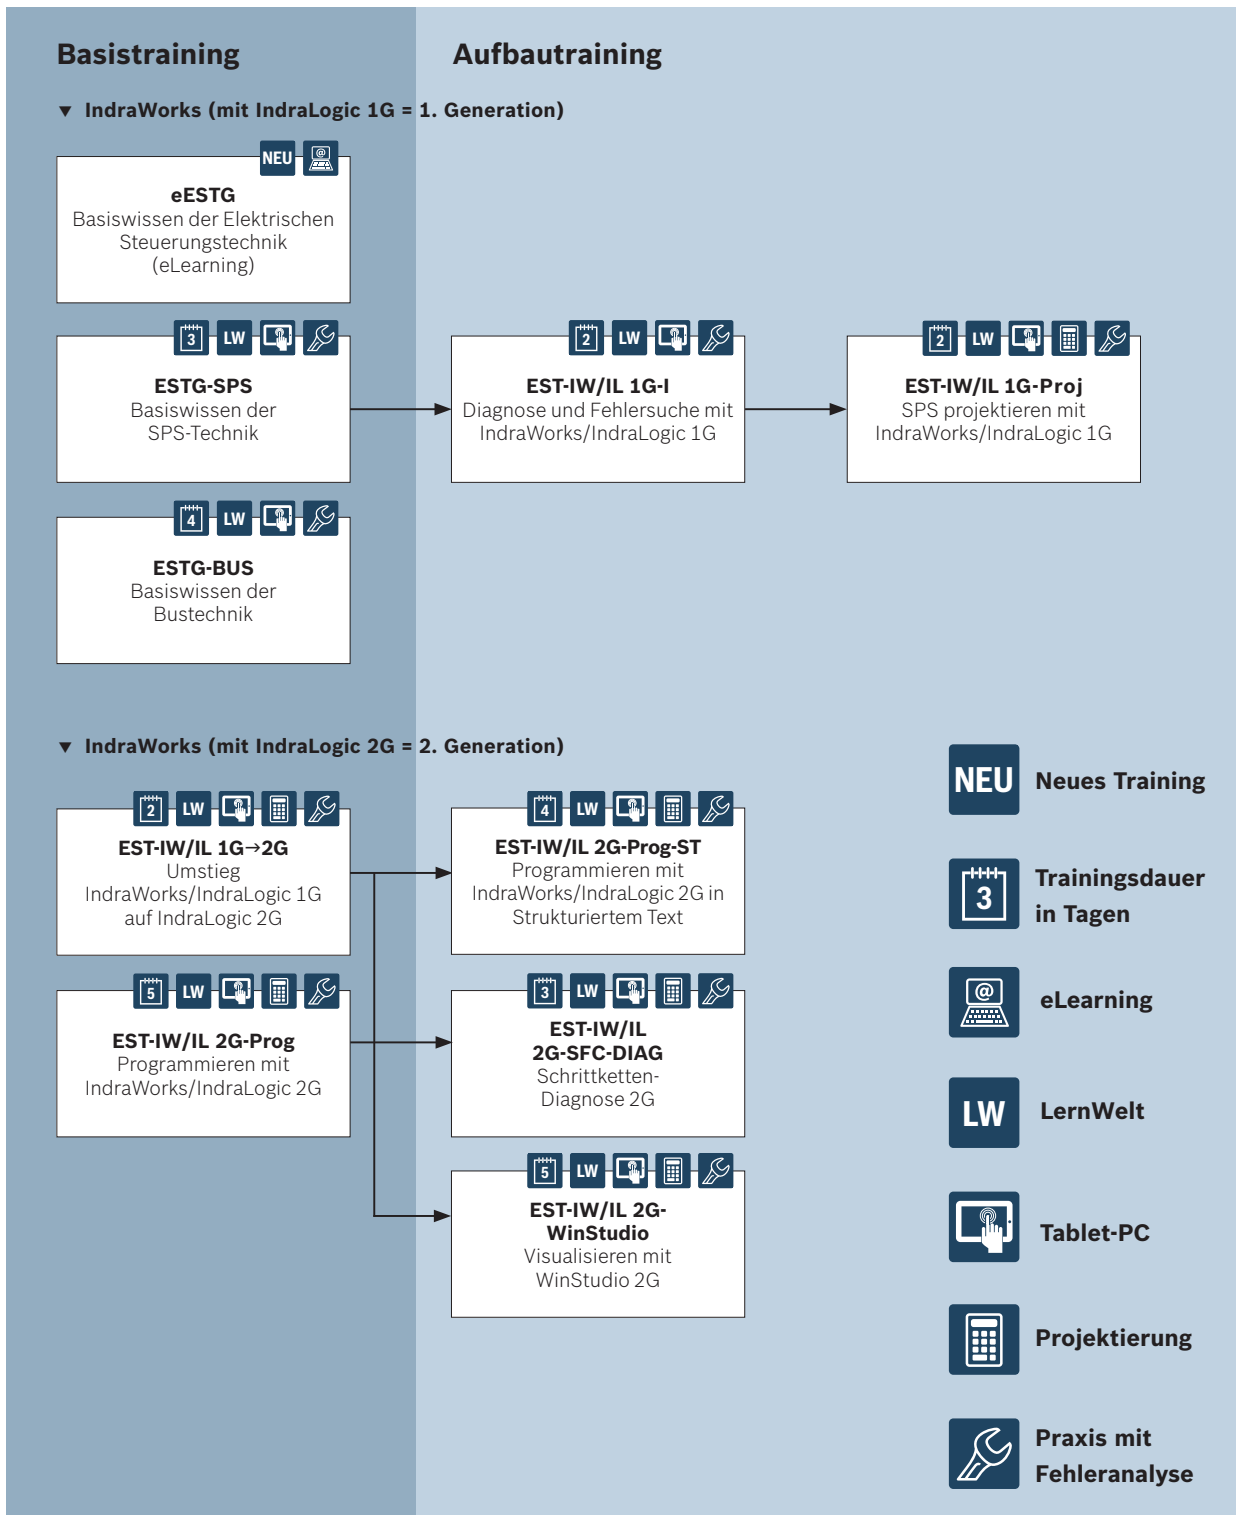 Basistraining
Aufbautraining
▼ IndraWorks (mit IndraLogic 1G = 1. Generation)
NEU
@
eESTG
Basiswissen der Elektrischen
Steuerungstechnik
(eLearning)
3 LW
ESTG-SPS
Basiswissen der
SPS-Technik
2 LW
EST-IW/IL 1G-I
Diagnose und Fehlersuche mit
IndraWorks/IndraLogic 1G
2 LW
EST-IW/IL 1G-Proj
SPS projektieren mit
IndraWorks/IndraLogic 1G
4 LW
ESTG-BUS
Basiswissen der
Bustechnik
▼ IndraWorks (mit IndraLogic 2G = 2. Generation)
2 LW
EST-IW/IL 1G→2G
Umstieg
IndraWorks/IndraLogic 1G
auf IndraLogic 2G
4 LW
EST-IW/IL 2G-Prog-ST
Programmieren mit
IndraWorks/IndraLogic 2G in
Strukturiertem Text
5 LW
EST-IW/IL 2G-Prog
Programmieren mit
IndraWorks/IndraLogic 2G
3 LW
EST-IW/IL
2G-SFC-DIAG
Schrittketten-
Diagnose 2G
5 LW
EST-IW/IL 2G-
WinStudio
Visualisieren mit
WinStudio 2G
NEU
Neues Training
3
Trainingsdauer
in Tagen
@
eLearning
LW
LernWelt
Tablet-PC
Projektierung
Praxis mit
Fehleranalyse